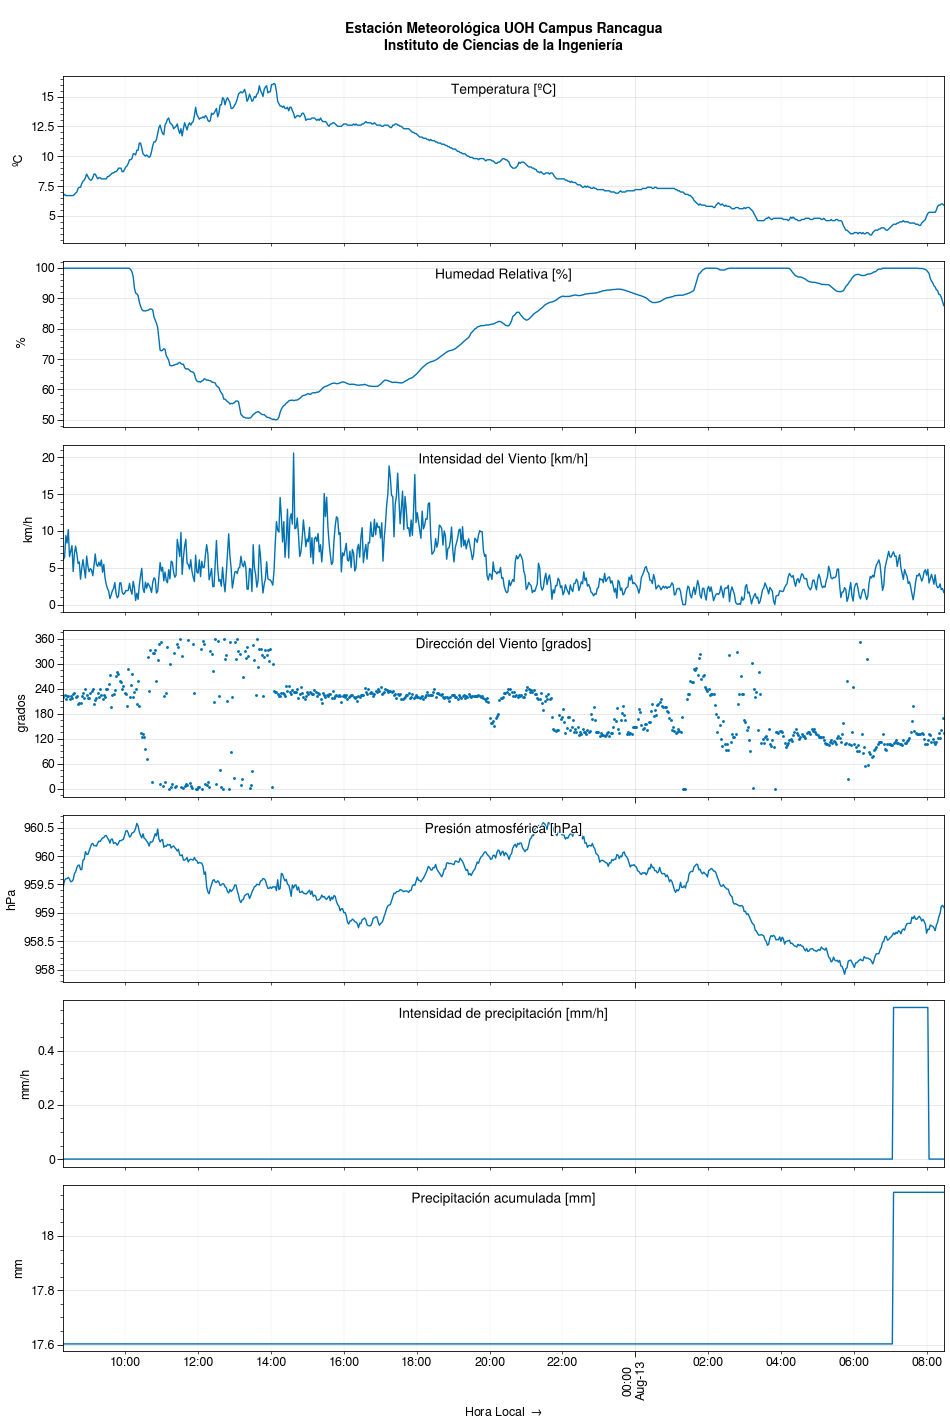 Estación Meteorológica UOH Campus Rancagua
Instituto de Ciencias de la Ingeniería
Temperatura [ºC]
ºC
15
12.5
10
7.5
5
Humedad Relativa [%]
%
100
90
80
70
60
50
Intensidad del Viento [km/h]
km/h
20
15
10
5
0
Dirección del Viento [grados]
grados
360
300
240
180
120
60
0
Presión atmosférica [hPa]
hPa
960.5
960
959.5
959
958.5
958
Intensidad de precipitación [mm/h]
mm/h
0.4
0.2
0
Precipitación acumulada [mm]
mm
18
17.8
17.6
10:00 12:00 14:00 16:00 18:00 20:00 22:00 00:00 02:00 04:00 06:00 08:00
Aug-13
Hora Local →